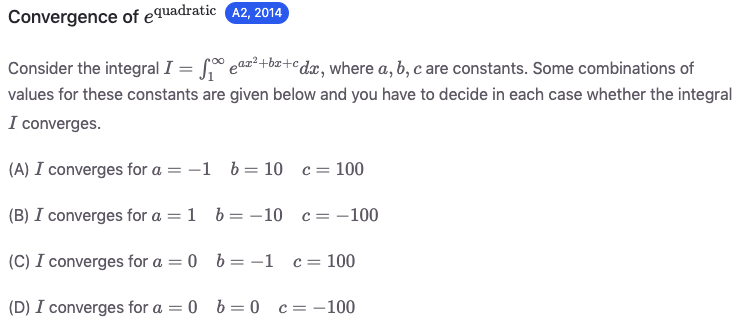 Convergence of $e^{\text{quadratic}}$ A2, 2014
Consider the integral $I = \int_1^\infty e^{ax^2+bx+c}dx$, where $a, b, c$ are constants. Some combinations of
values for these constants are given below and you have to decide in each case whether the integral
$I$ converges.
(A) $I$ converges for $a = -1 \quad b = 10 \quad c = 100$
(B) $I$ converges for $a = 1 \quad b = -10 \quad c = -100$
(C) $I$ converges for $a = 0 \quad b = -1 \quad c = 100$
(D) $I$ converges for $a = 0 \quad b = 0 \quad c = -100$